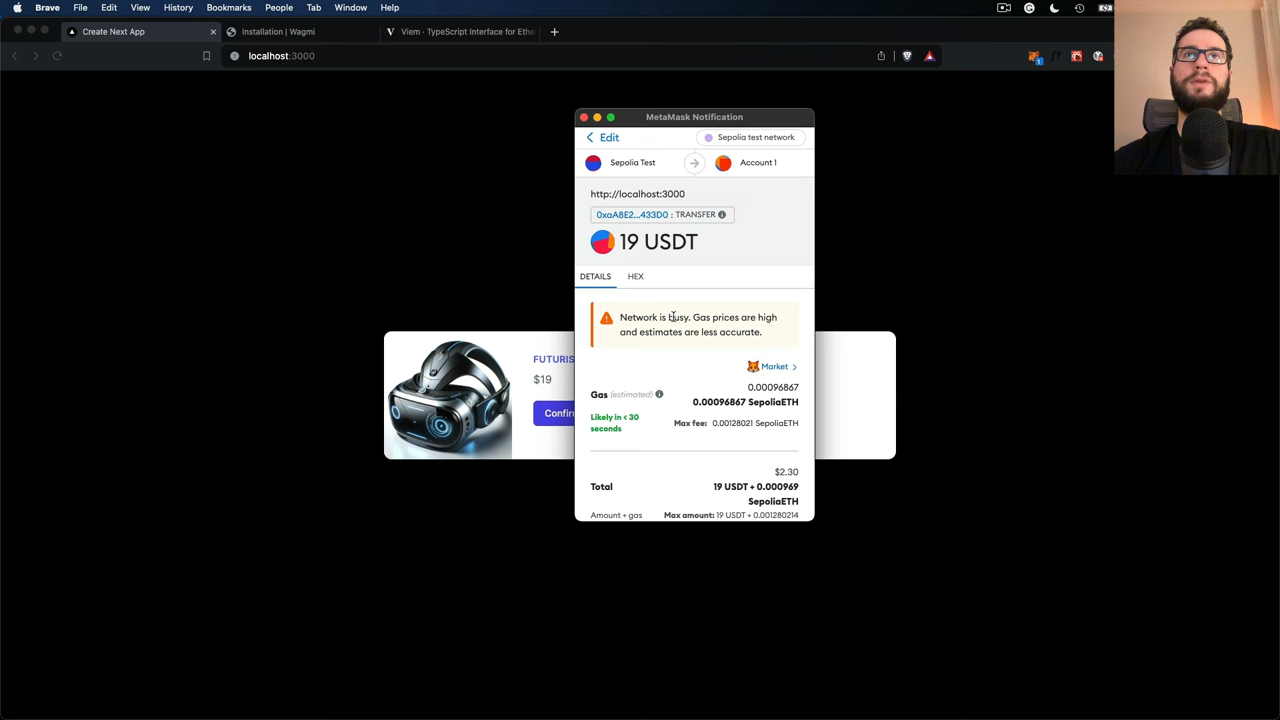 Brave File Edit View History Bookmarks People Tab Window Help
Create Next App
Installation | Wagmi
Viem · TypeScript Interface for Ethe
localhost:3000
1
MetaMask Notification
Edit
Sepolia test network
Sepolia Test
Account 1
http://localhost:3000
0xaA8E2...433D0 : TRANSFER
19 USDT
DETAILS
HEX
Network is busy. Gas prices are high
and estimates are less accurate.
Market
Gas (estimated)
0.00096867
0.00096867 SepoliaETH
Likely in < 30
seconds
Max fee: 0.00128021 SepoliaETH
$2.30
Total
19 USDT + 0.000969
SepoliaETH
Amount + gas
Max amount: 19 USDT + 0.001280214
FUTURIS
$19
Confir